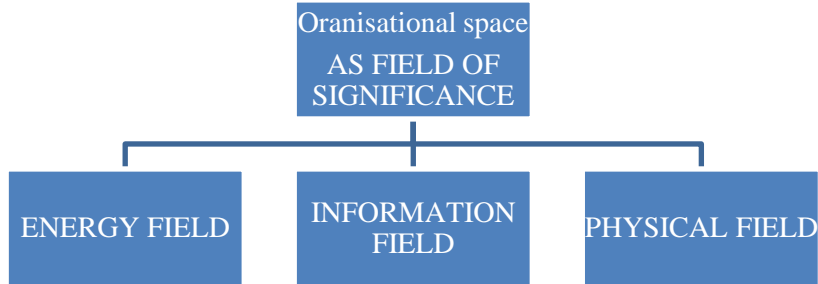 Oranisational space
AS FIELD OF
SIGNIFICANCE
ENERGY FIELD
INFORMATION
FIELD
PHYSICAL FIELD